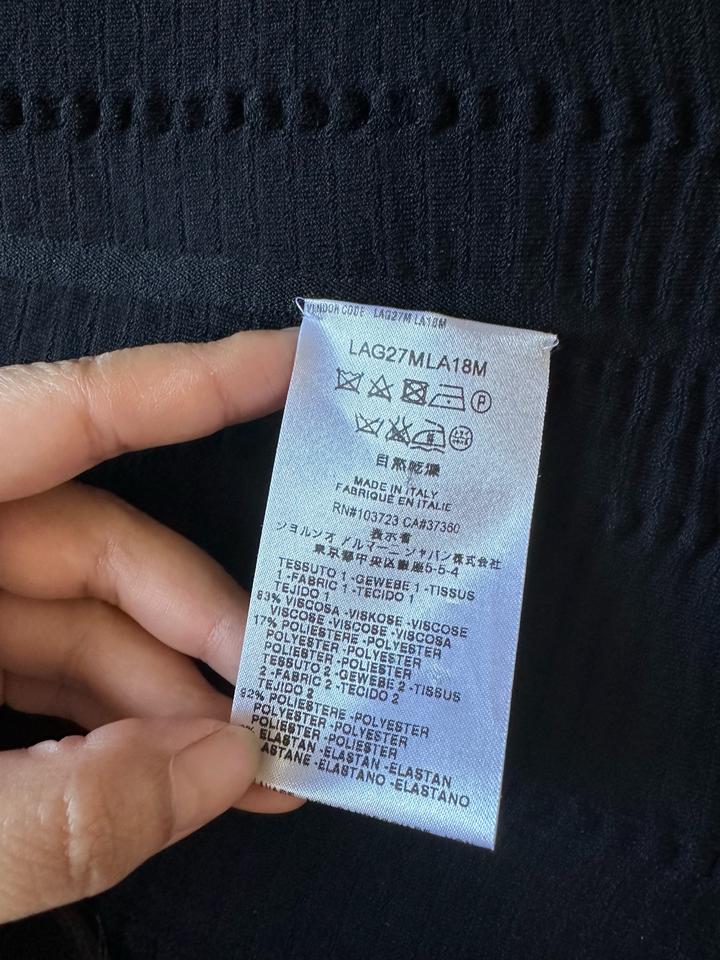 VENDOR CODE LAG27M LA18M
LAG27MLA18M
P
自然乾燥
MADE IN ITALY
FABRIQUE EN ITALIE
RN#103723 CA#37360
表示者
ジョルジオ アルマーニ ジャパン株式会社
東京都中央区銀座5-5-4
TESSUTO 1 -GEWEBE 1 -TISSUS
1 -FABRIC 1 -TECIDO 1
TEJIDO 1
83% VISCOSA -VISKOSE -VISCOSE
VISCOSE -VISCOSE -VISCOSA
17% POLIESTERE -POLYESTER
POLYESTER -POLYESTER
POLIESTER -POLIESTER
TESSUTO 2 -GEWEBE 2 -TISSUS
2 -FABRIC 2 -TECIDO 2
TEJIDO 2
92% POLIESTERE -POLYESTER
POLYESTER -POLYESTER
POLIESTER -POLIESTER
ELASTAN -ELASTAN -ELASTAN
ASTANE -ELASTANO -ELASTANO